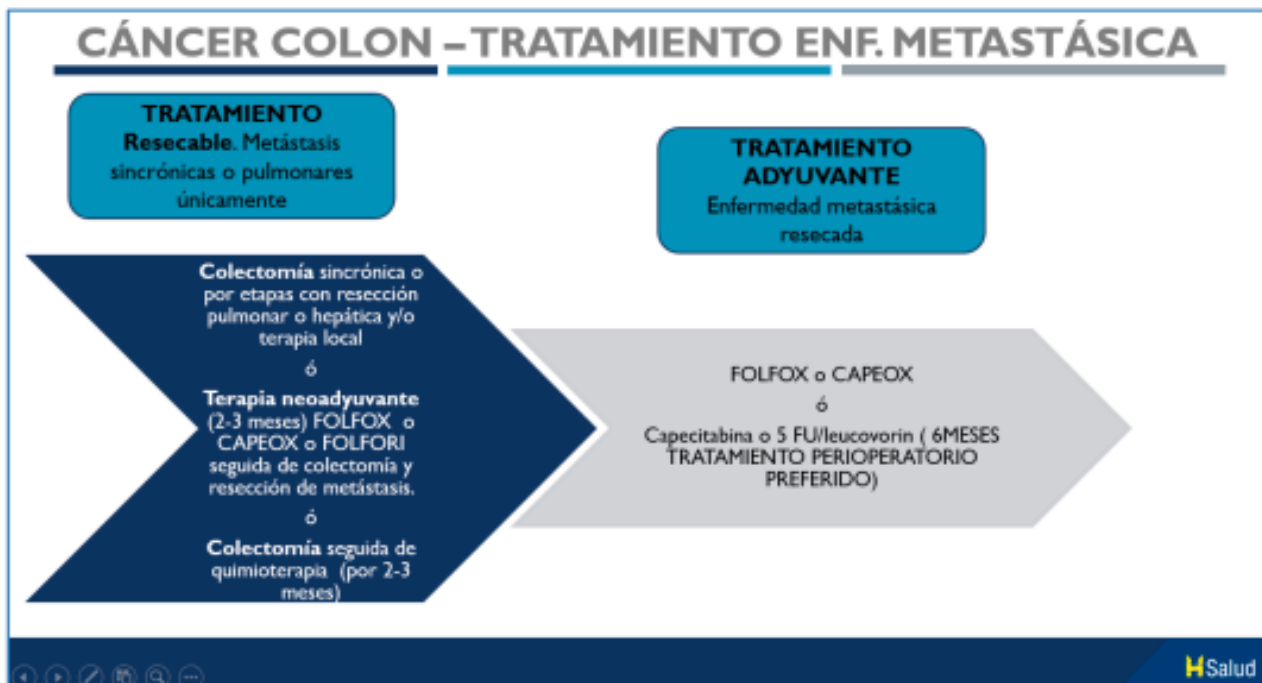 CÁNCER COLON – TRATAMIENTO ENF. METASTÁSICA
TRATAMIENTO
Resecable. Metástasis
sincrónicas o pulmonares
únicamente
Colectomía sincrónica o
por etapas con resección
pulmonar o hepática y/o
terapia local
ó
Terapia neoadyuvante
(2-3 meses) FOLFOX o
CAPEOX o FOLFORI
seguida de colectomía y
resección de metástasis.
ó
Colectomía seguida de
quimioterapia (por 2-3
meses)
TRATAMIENTO
ADYUVANTE
Enfermedad metastásica
resecada
FOLFOX o CAPEOX
ó
Capecitabina o 5 FU/leucovorin ( 6MESES
TRATAMIENTO PERIOPERATORIO
PREFERIDO)
HSalud